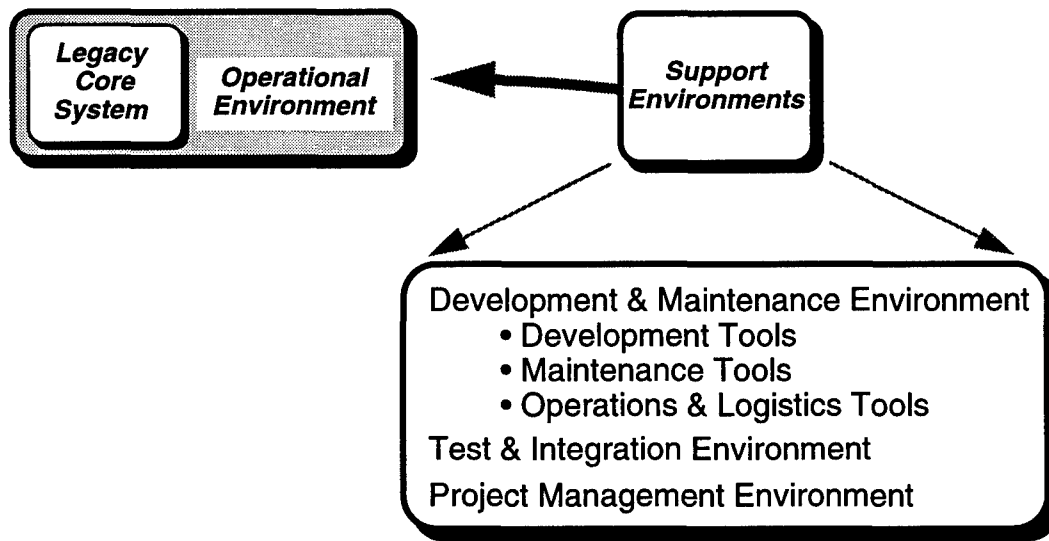 Legacy
Core
System
Operational
Environment
Support
Environments
Development & Maintenance Environment
• Development Tools
• Maintenance Tools
• Operations & Logistics Tools
Test & Integration Environment
Project Management Environment